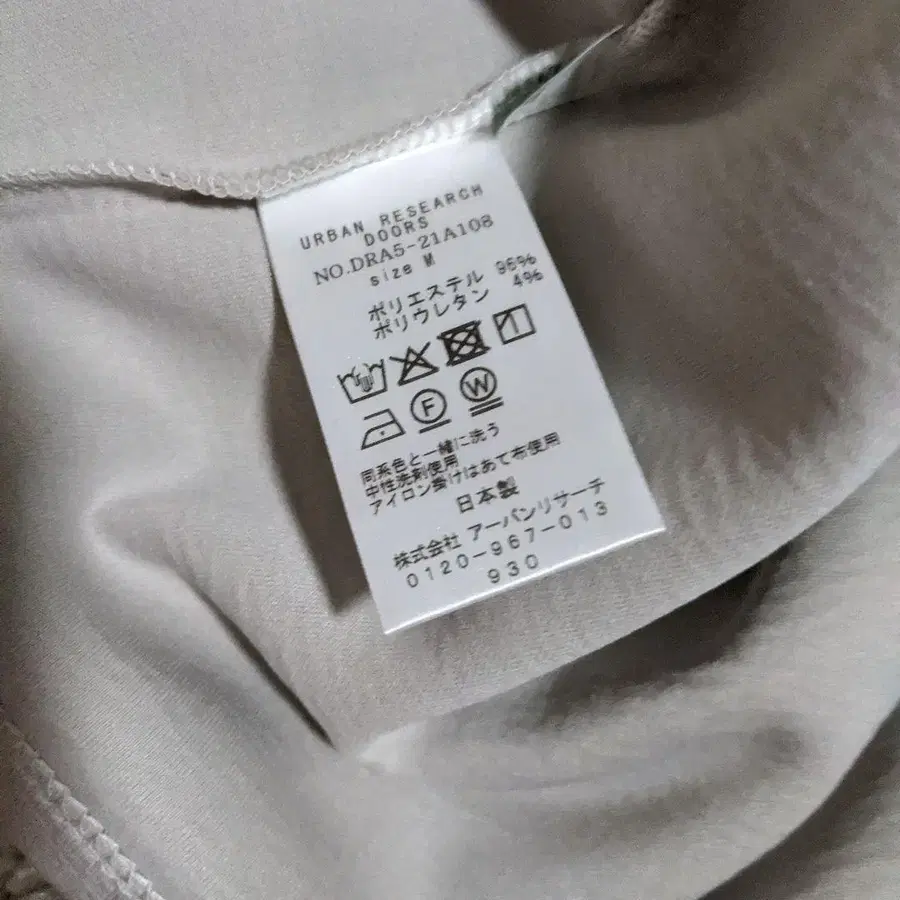 URBAN RESEARCH
DOORS
NO.DRA5-21A108
size M
ポリエステル 96%
ポリウレタン 4%
F W
同系色と一緒に洗う
中性洗剤使用
アイロン掛けはあて布使用
日本製
株式会社 アーバンリサーチ
0120-967-013
930